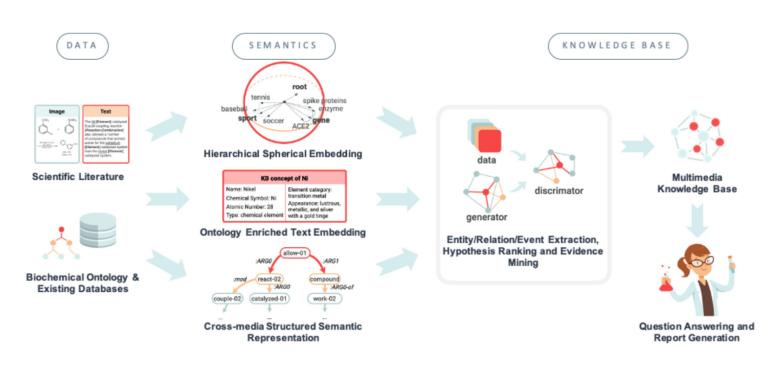 DATA
SEMANTICS
KNOWLEDGE BASE
Image
Text
Scientific Literature
Biochemical Ontology &
Existing Databases
root
tennis
spike proteins
baseball
enzyme
sport
soccer
gene
ACE2
Hierarchical Spherical Embedding
KB concept of Ni
Name: Nikel
Chemical Symbol: Ni
Atomic Number: 28
Type: chemical element
Element category:
transition metal
Appearance: lustrous,
metallic, and silver
with a gold tinge
Ontology Enriched Text Embedding
allow-01
:ARG0
:ARG1
:mod
react-02
:ARG0
compound
:ARG0-of
couple-02
catalyzed-01
work-02
Cross-media Structured Semantic
Representation
data
generator
discrimator
Entity/Relation/Event Extraction,
Hypothesis Ranking and Evidence
Mining
Multimedia
Knowledge Base
Question Answering and
Report Generation